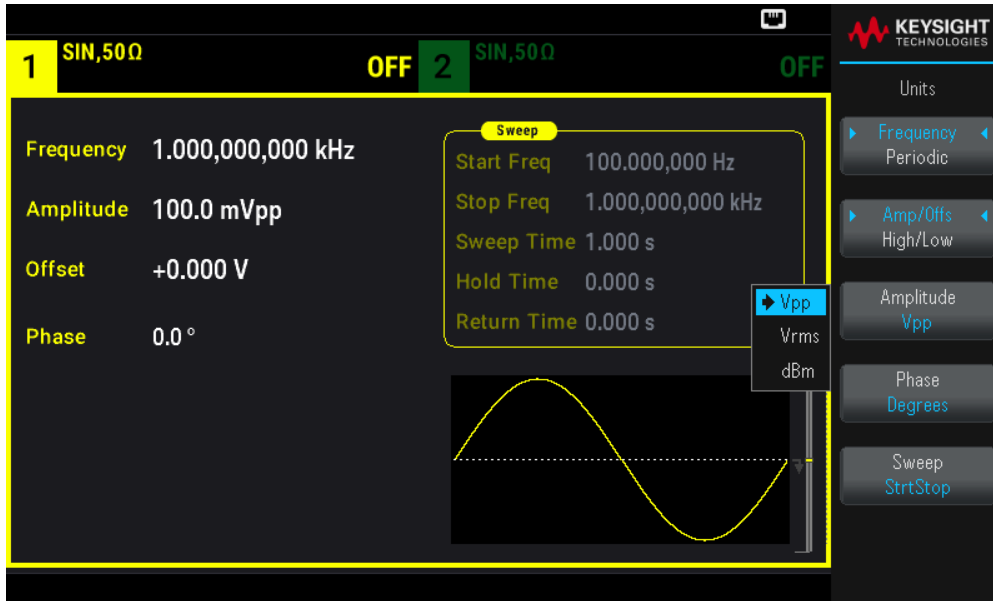 KEYSIGHT
TECHNOLOGIES
1 SIN,50Ω OFF
2 SIN,50Ω OFF
Frequency 1.000,000,000 kHz
Amplitude 100.0 mVpp
Offset +0.000 V
Phase 0.0 °
Sweep
Start Freq 100.000,000 Hz
Stop Freq 1.000,000,000 kHz
Sweep Time 1.000 s
Hold Time 0.000 s
Return Time 0.000 s
Vpp
Vrms
dBm
Units
Frequency
Periodic
Amp/Offs
High/Low
Amplitude
Vpp
Phase
Degrees
Sweep
StrtStop